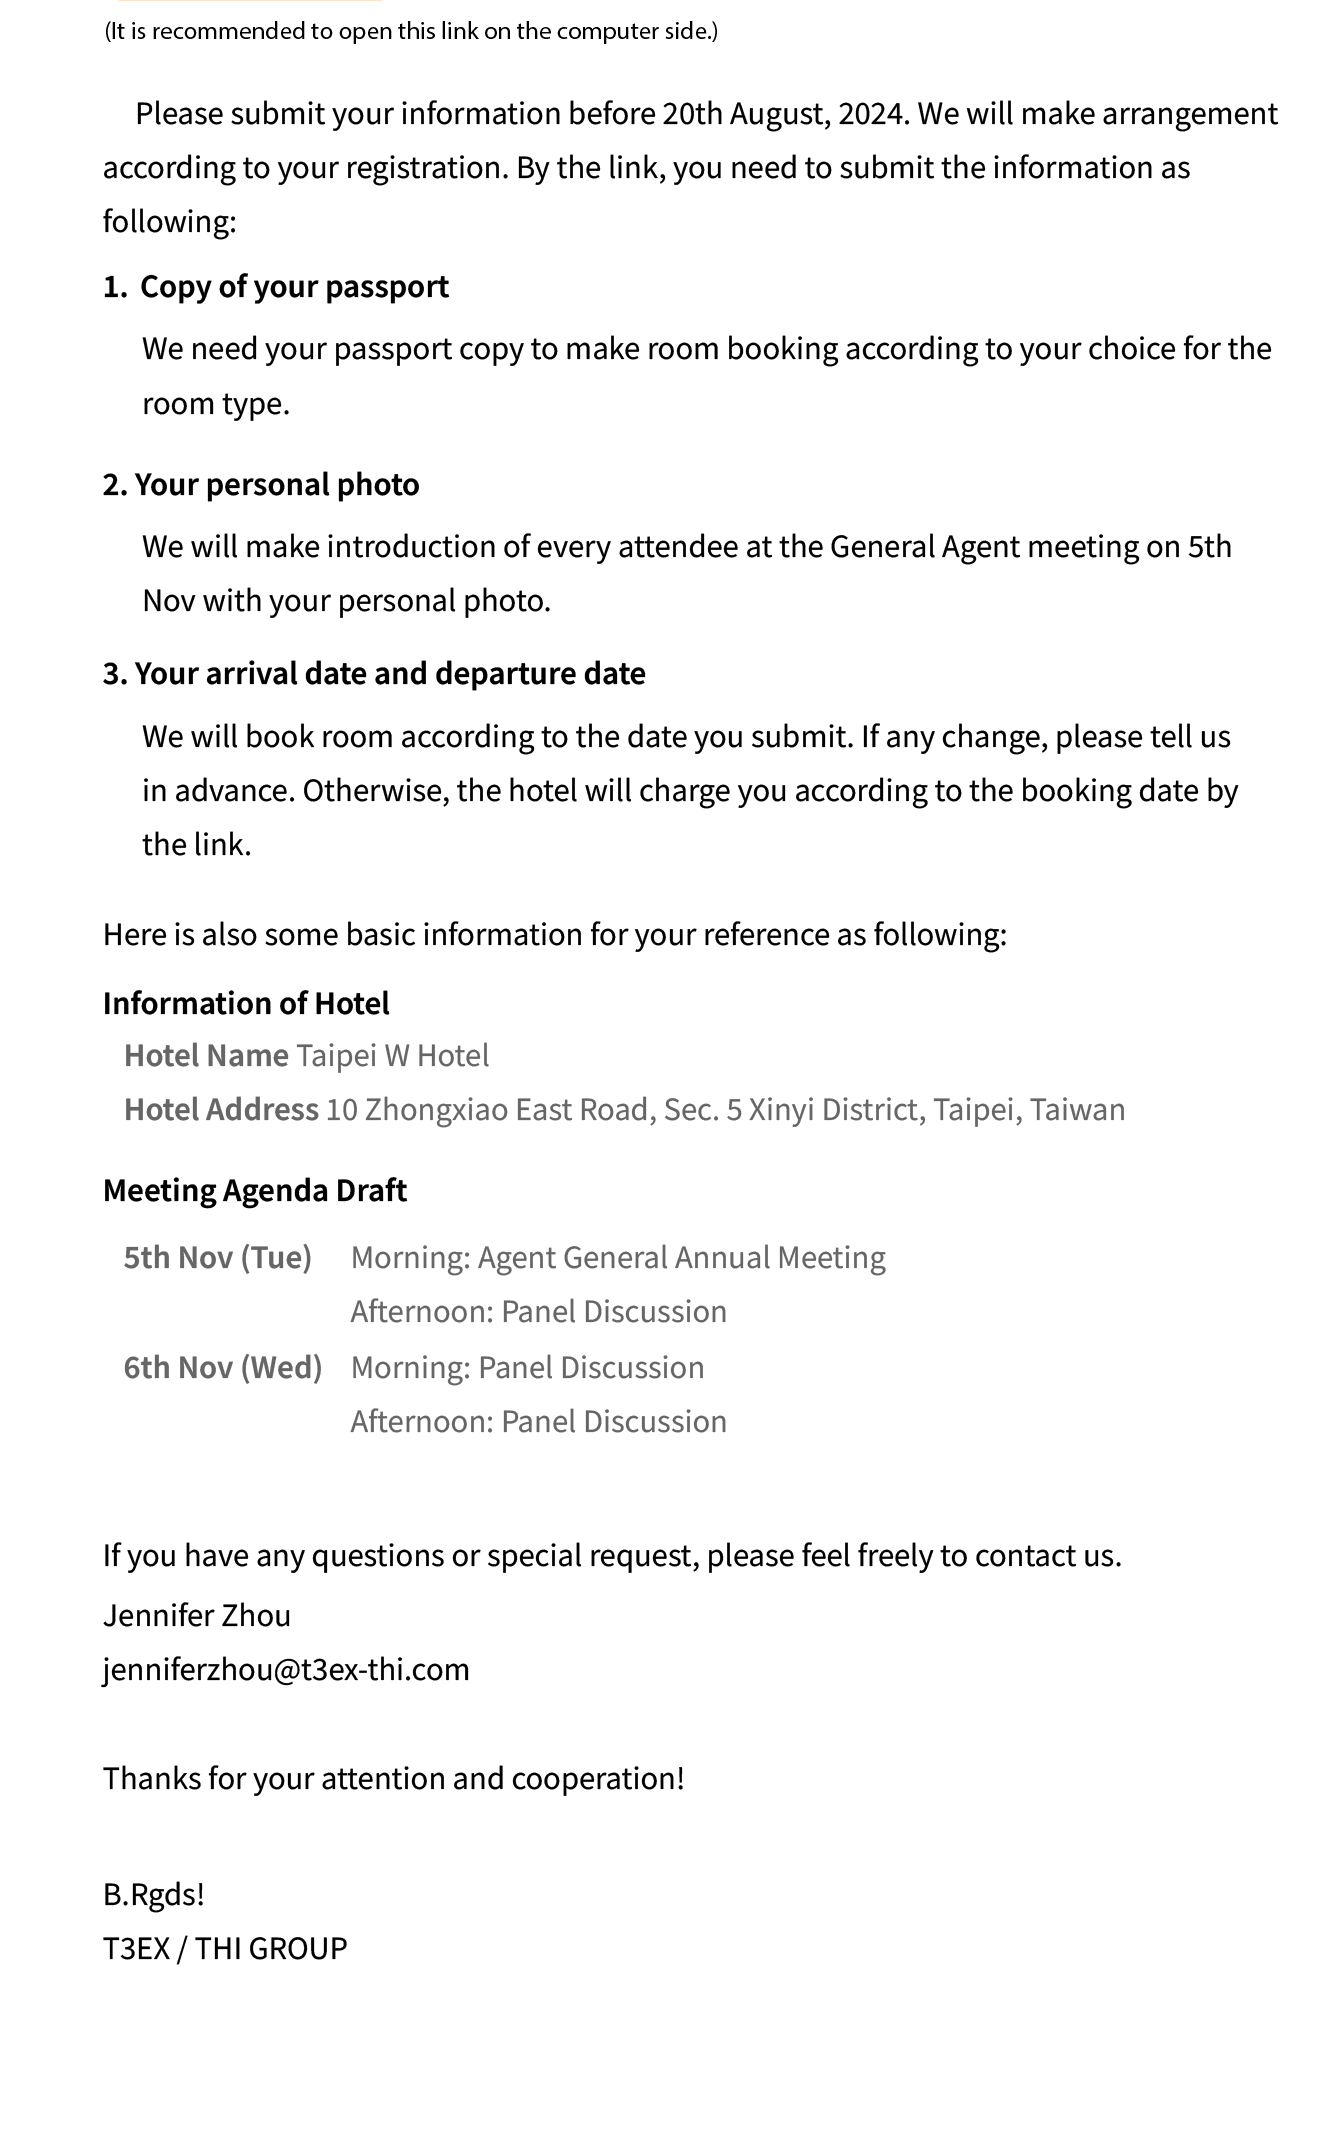 (It is recommended to open this link on the computer side.)
Please submit your information before 20th August, 2024. We will make arrangement
according to your registration. By the link, you need to submit the information as
following:
1. Copy of your passport
We need your passport copy to make room booking according to your choice for the
room type.
2. Your personal photo
We will make introduction of every attendee at the General Agent meeting on 5th
Nov with your personal photo.
3. Your arrival date and departure date
We will book room according to the date you submit. If any change, please tell us
in advance. Otherwise, the hotel will charge you according to the booking date by
the link.
Here is also some basic information for your reference as following:
Information of Hotel
Hotel Name Taipei W Hotel
Hotel Address 10 Zhongxiao East Road, Sec. 5 Xinyi District, Taipei, Taiwan
Meeting Agenda Draft
5th Nov (Tue) Morning: Agent General Annual Meeting
Afternoon: Panel Discussion
6th Nov (Wed) Morning: Panel Discussion
Afternoon: Panel Discussion
If you have any questions or special request, please feel freely to contact us.
Jennifer Zhou
jenniferzhou@t3ex-thi.com
Thanks for your attention and cooperation!
B.Rgds!
T3EX / THI GROUP